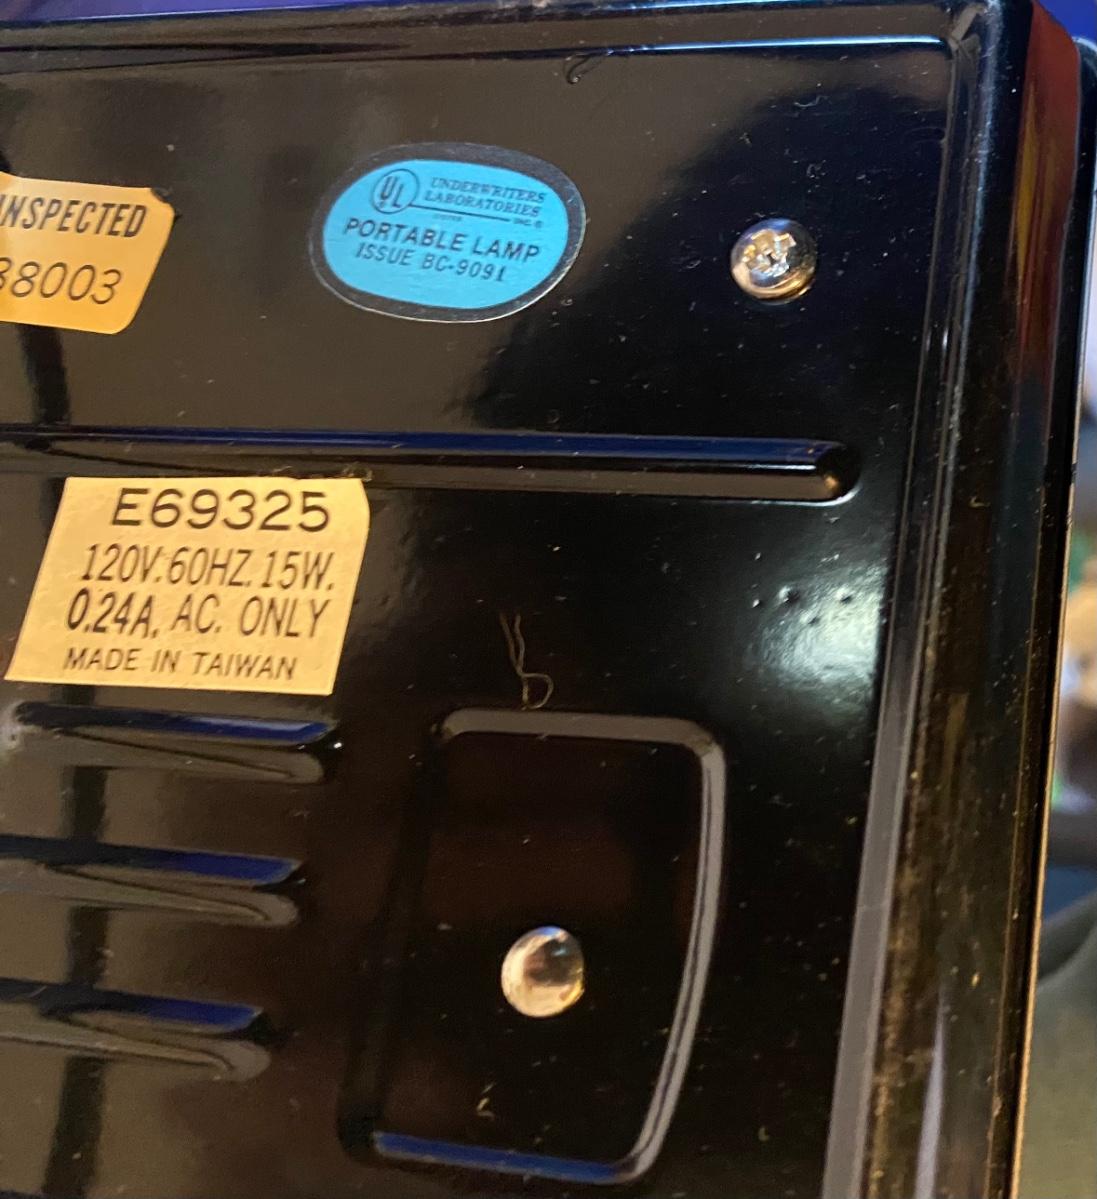 INSPECTED
38003
UL
UNDERWRITERS
LABORATORIES
INC.®
PORTABLE LAMP
ISSUE BC-9091
E69325
120V.60HZ.15W.
0.24A. AC. ONLY
MADE IN TAIWAN